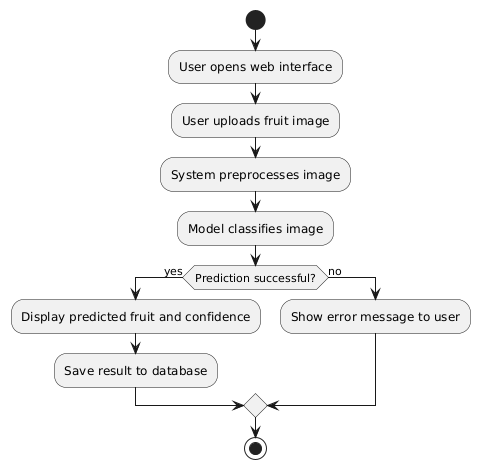 User opens web interface
User uploads fruit image
System preprocesses image
Model classifies image
yes
Prediction successful?
no
Display predicted fruit and confidence
Show error message to user
Save result to database